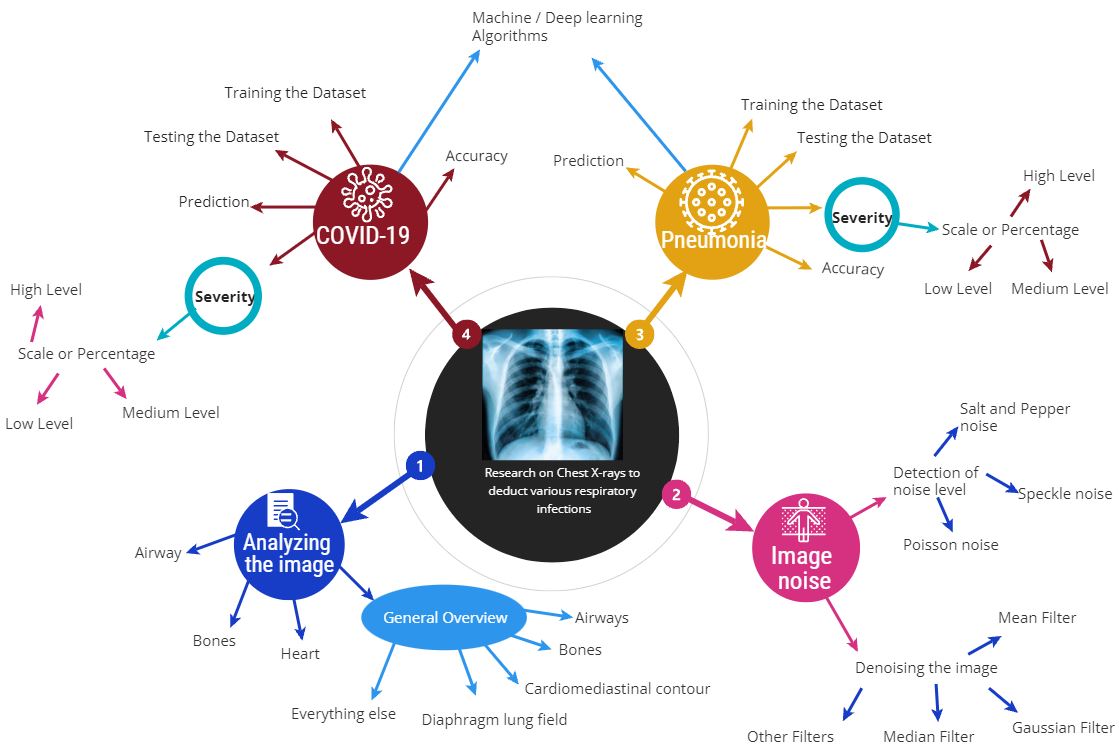 Machine / Deep learning
Algorithms
Training the Dataset
Testing the Dataset
Prediction
Accuracy
COVID-19
Severity
High Level
Scale or Percentage
Low Level
Medium Level
Training the Dataset
Testing the Dataset
Prediction
Pneumonia
Severity
High Level
Scale or Percentage
Low Level
Medium Level
Accuracy
4
3
Research on Chest X-rays to
deduct various respiratory
infections
1
2
Analyzing
the image
Airway
Bones
Heart
General Overview
Airways
Bones
Cardiomediastinal contour
Diaphragm lung field
Everything else
Image
noise
Salt and Pepper
noise
Detection of
noise level
Speckle noise
Poisson noise
Mean Filter
Denoising the image
Gaussian Filter
Median Filter
Other Filters